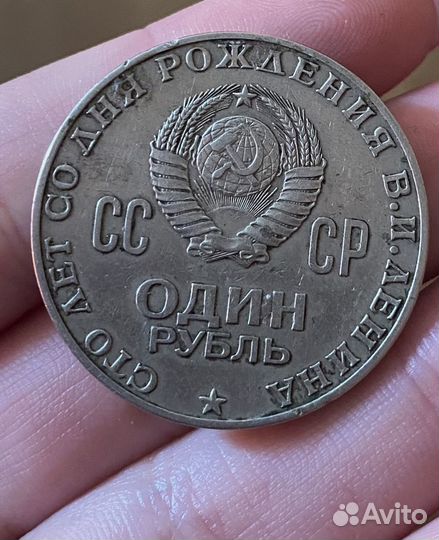 СТО ЛЕТ СО ДНЯ РОЖДЕНИЯ В.И.ЛЕНИНА
СС СР
ОДИН
РУБЛЬ
Avito